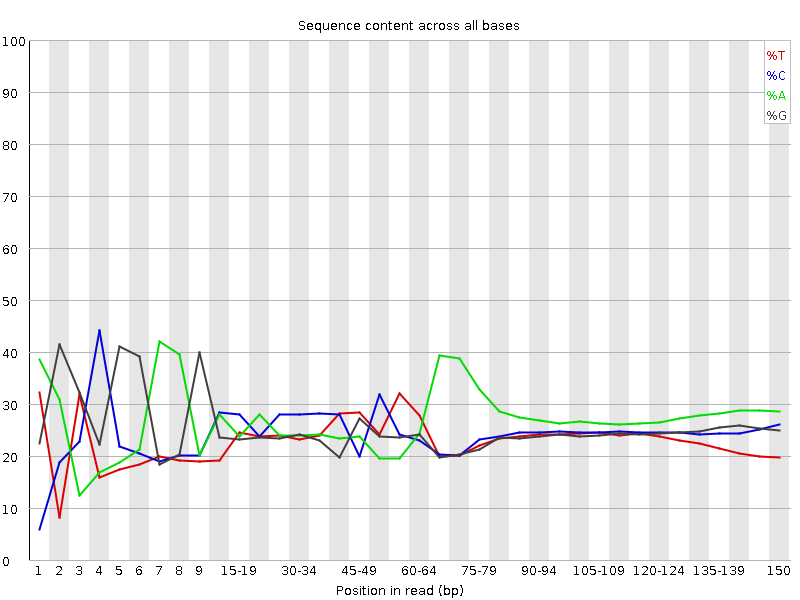 Sequence content across all bases
100
90
80
70
60
50
40
30
20
10
0
%T
%C
%A
%G
1 2 3 4 5 6 7 8 9 15-19 30-34 45-49 60-64 75-79 90-94 105-109 120-124 135-139 150
Position in read (bp)